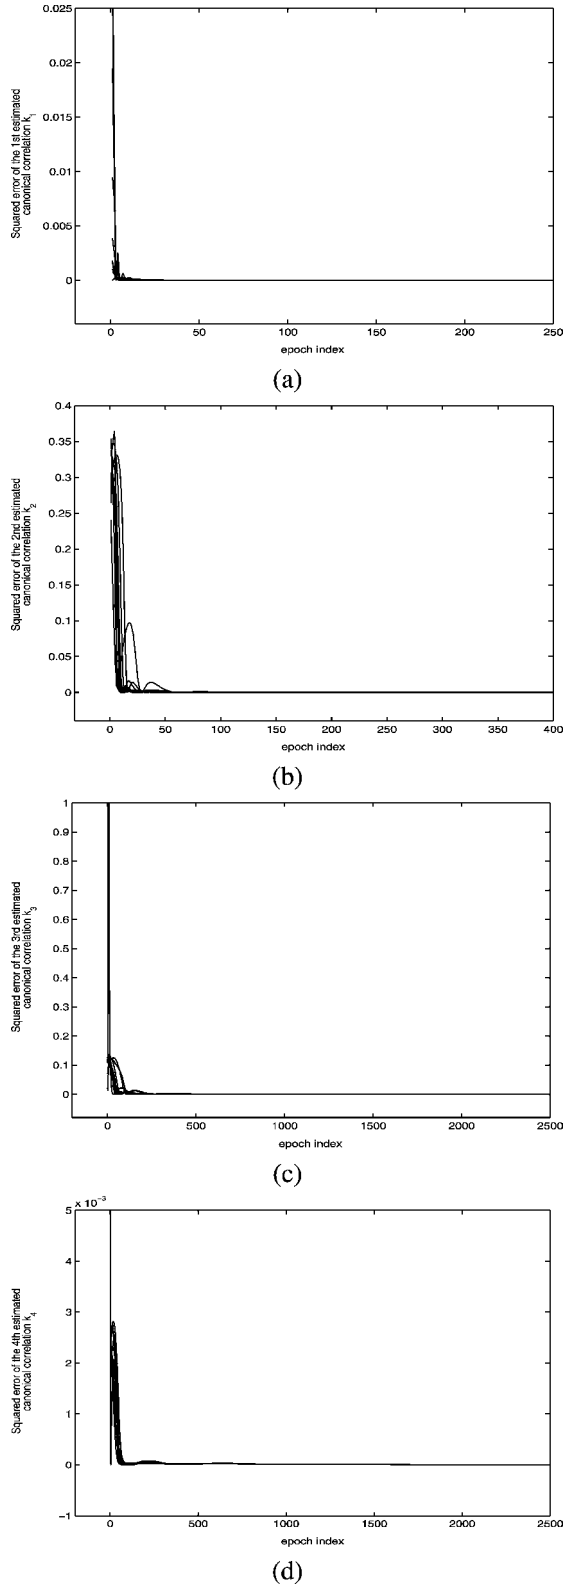 0.025
0.02
0.015
0.01
0.005
0
Squared error of the 1st estimated
canonical correlation k1
0 50 100 150 200 250
epoch index
(a)
0.4
0.35
0.3
0.25
0.2
0.15
0.1
0.05
0
Squared error of the 2nd estimated
canonical correlation k2
0 50 100 150 200 250 300 350 400
epoch index
(b)
1
0.9
0.8
0.7
0.6
0.5
0.4
0.3
0.2
0.1
0
Squared error of the 3rd estimated
canonical correlation k3
0 500 1000 1500 2000 2500
epoch index
(c)
x 10−3
5
4
3
2
1
0
−1
Squared error of the 4th estimated
canonical correlation k4
0 500 1000 1500 2000 2500
epoch index
(d)